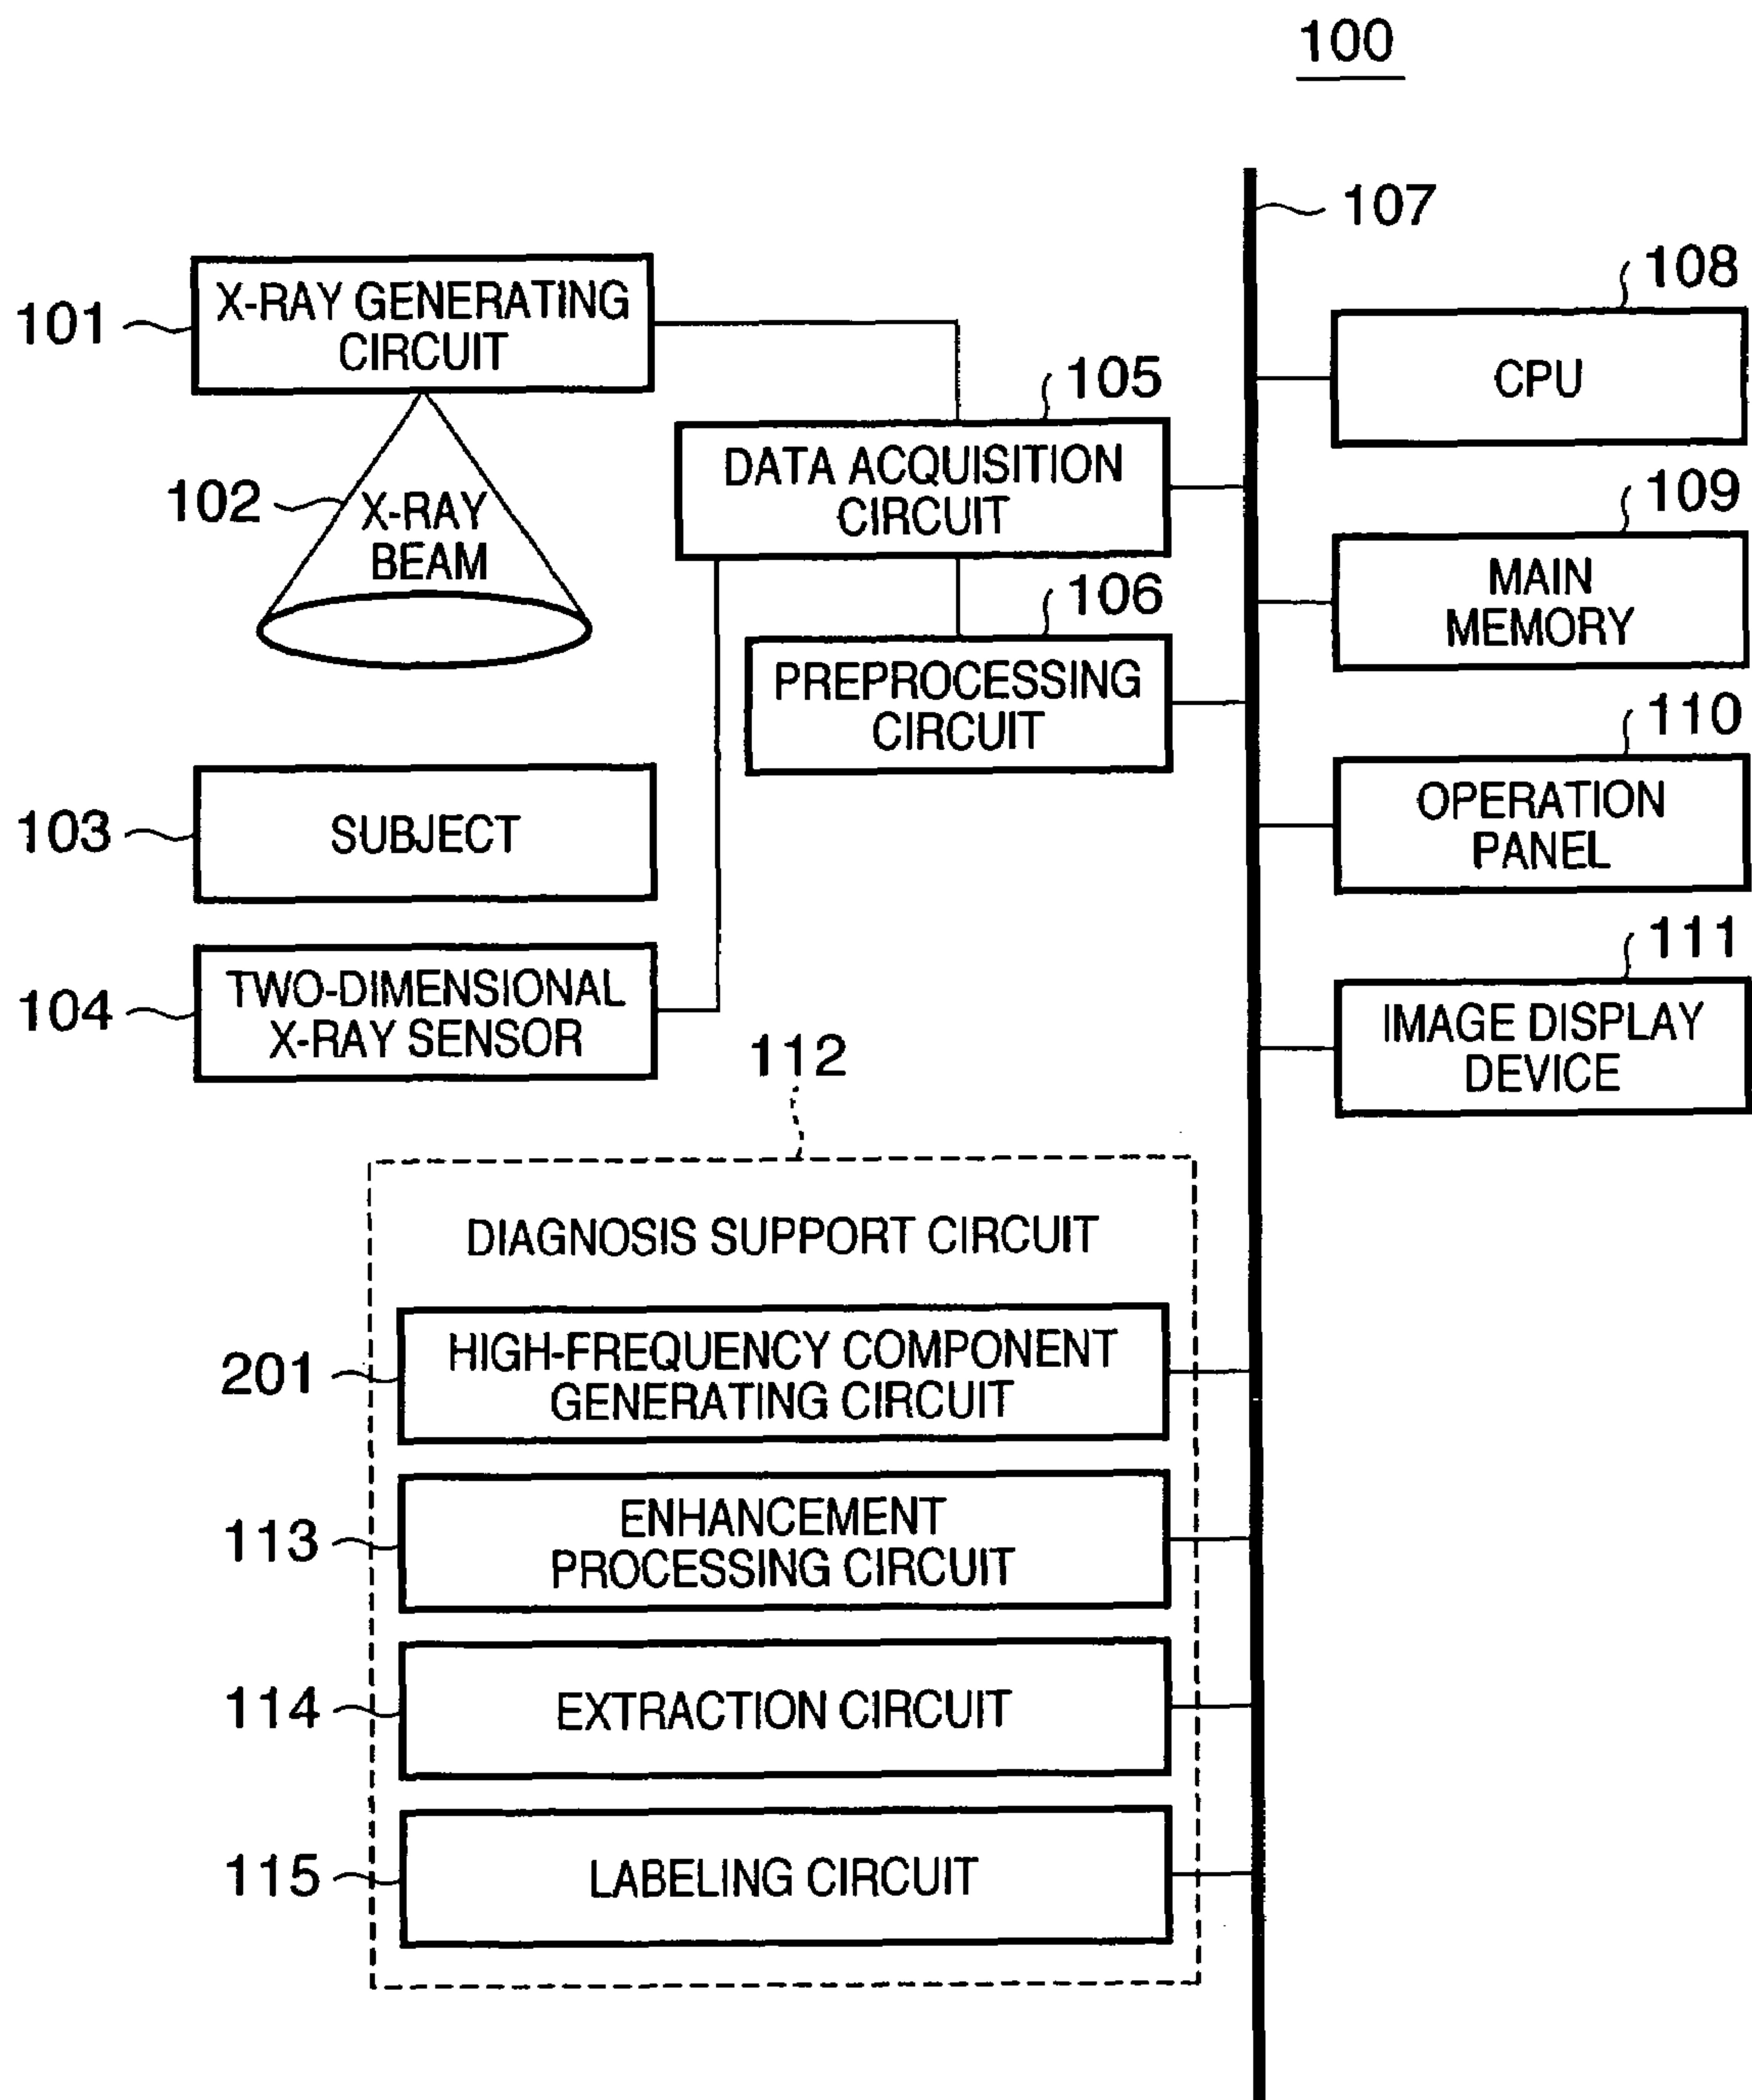 100
107
101
X-RAY GENERATING
CIRCUIT
102
X-RAY
BEAM
105
DATA ACQUISITION
CIRCUIT
106
PREPROCESSING
CIRCUIT
103
SUBJECT
104
TWO-DIMENSIONAL
X-RAY SENSOR
108
CPU
109
MAIN
MEMORY
110
OPERATION
PANEL
111
IMAGE DISPLAY
DEVICE
112
DIAGNOSIS SUPPORT CIRCUIT
201
HIGH-FREQUENCY COMPONENT
GENERATING CIRCUIT
113
ENHANCEMENT
PROCESSING CIRCUIT
114
EXTRACTION CIRCUIT
115
LABELING CIRCUIT